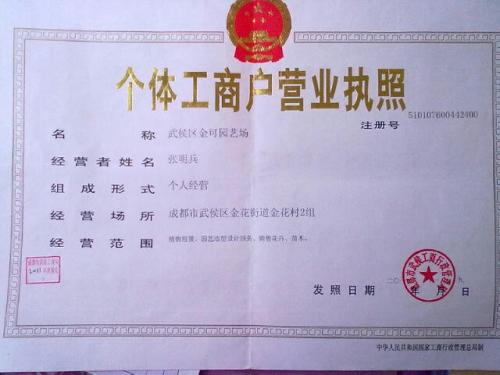 个体工商户营业执照
注册号 510107600442400
名称 武侯区金可园艺场
经营者姓名 张明兵
组成形式 个人经营
经营场所 成都市武侯区金花街道金花村2组
经营范围 植物租赁、园艺造型设计服务、销售花卉、苗木。
发照日期 二 年 月 日
中华人民共和国国家工商行政管理总局制